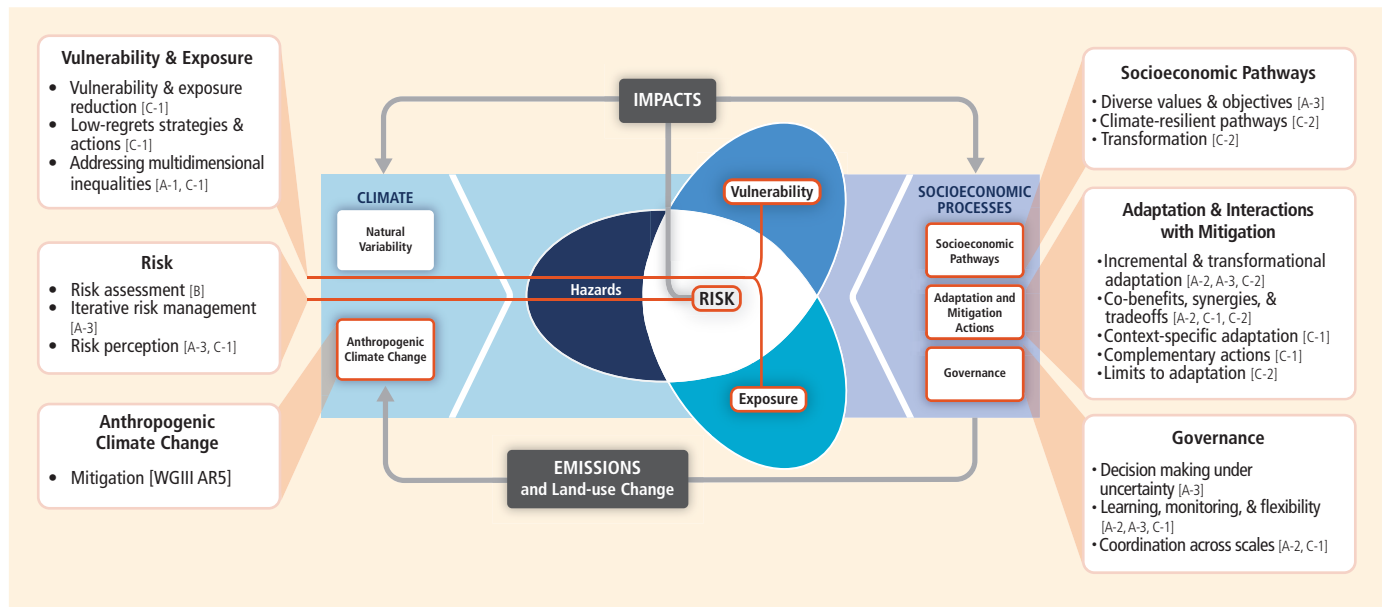 Vulnerability & Exposure
• Vulnerability & exposure
reduction [C-1]
• Low-regrets strategies &
actions [C-1]
• Addressing multidimensional
inequalities [A-1, C-1]
Risk
• Risk assessment [B]
• Iterative risk management
[A-3]
• Risk perception [A-3, C-1]
Anthropogenic
Climate Change
• Mitigation [WGIII AR5]
IMPACTS
CLIMATE
Natural
Variability
Anthropogenic
Climate Change
Vulnerability
Hazards
RISK
Exposure
SOCIOECONOMIC
PROCESSES
Socioeconomic
Pathways
Adaptation and
Mitigation
Actions
Governance
EMISSIONS
and Land-use Change
Socioeconomic Pathways
• Diverse values & objectives [A-3]
• Climate-resilient pathways [C-2]
• Transformation [C-2]
Adaptation & Interactions
with Mitigation
• Incremental & transformational
adaptation [A-2, A-3, C-2]
• Co-benefits, synergies, &
tradeoffs [A-2, C-1, C-2]
• Context-specific adaptation [C-1]
• Complementary actions [C-1]
• Limits to adaptation [C-2]
Governance
• Decision making under
uncertainty [A-3]
• Learning, monitoring, & flexibility
[A-2, A-3, C-1]
• Coordination across scales [A-2, C-1]